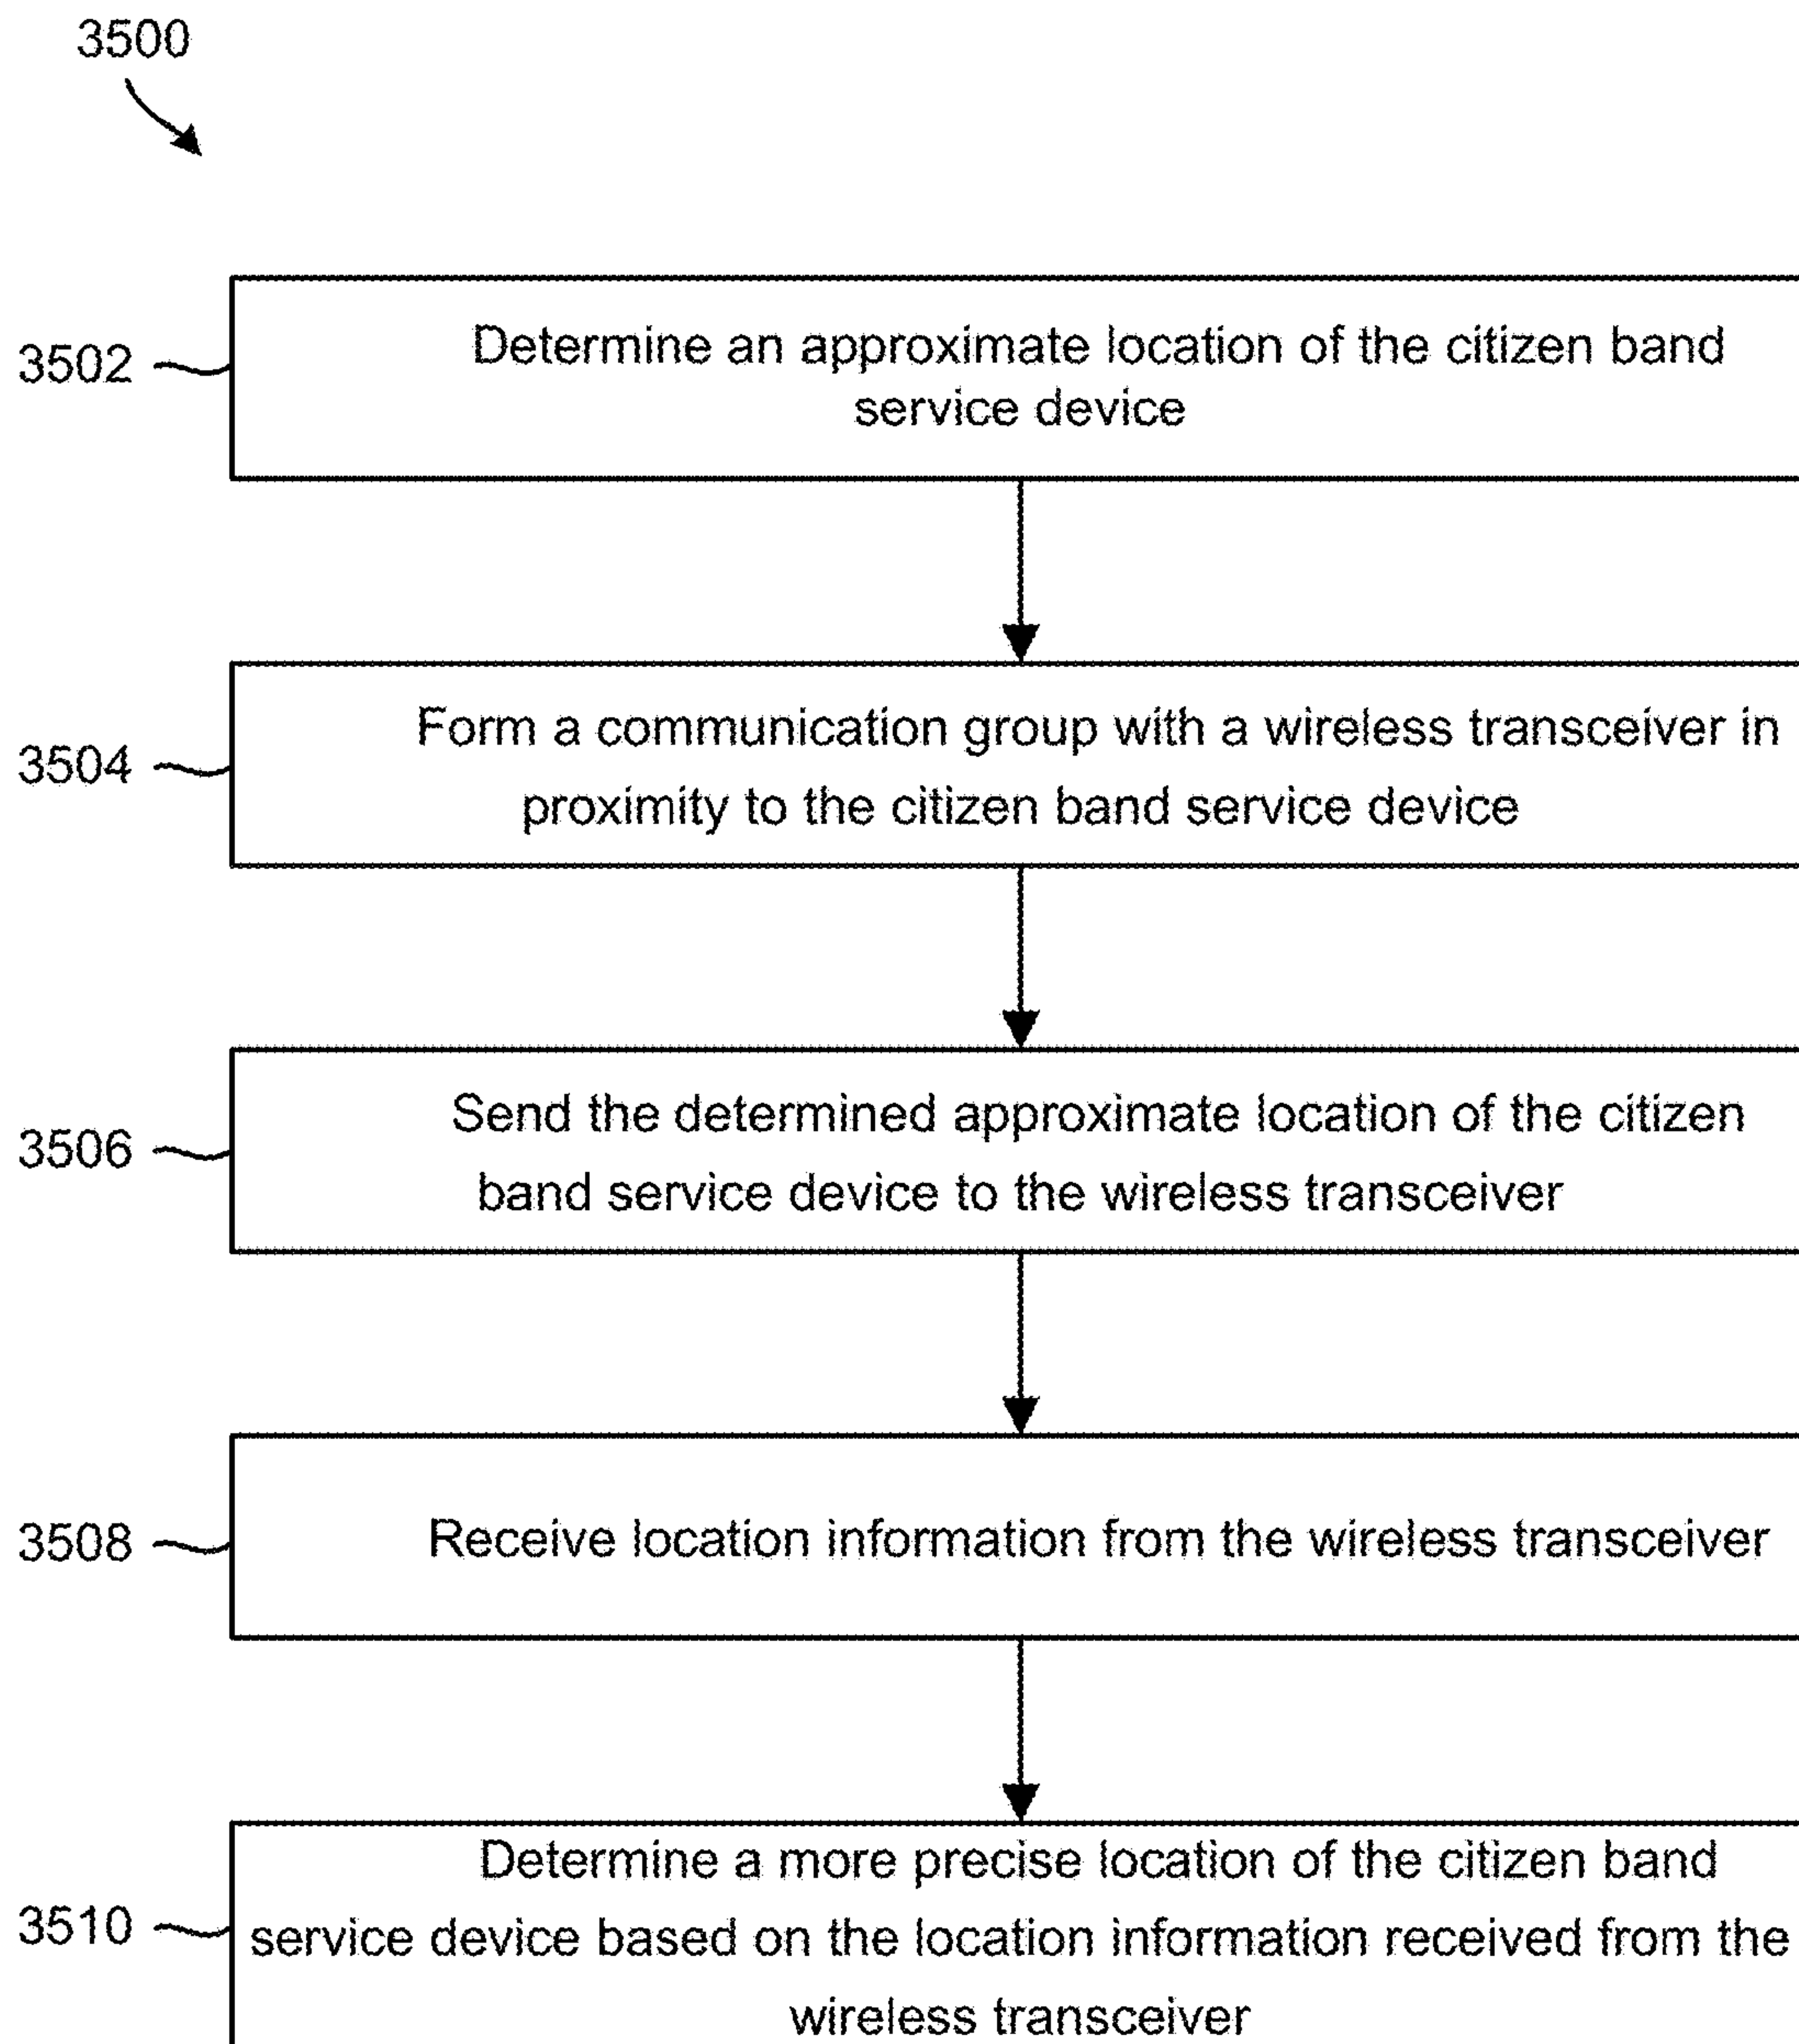 3500
3502
Determine an approximate location of the citizen band
service device
3504
Form a communication group with a wireless transceiver in
proximity to the citizen band service device
3506
Send the determined approximate location of the citizen
band service device to the wireless transceiver
3508
Receive location information from the wireless transceiver
3510
Determine a more precise location of the citizen band
service device based on the location information received from the
wireless transceiver